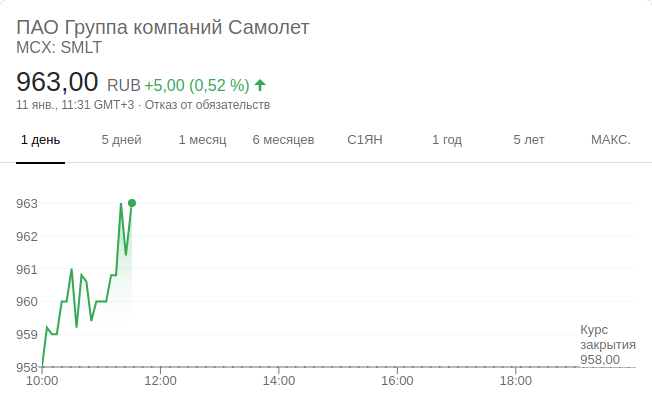 ПАО Группа компаний Самолет
MCX: SMLT
963,00 RUB +5,00 (0,52 %)
11 янв., 11:31 GMT+3 · Отказ от обязательств
1 день 5 дней 1 месяц 6 месяцев С1ЯН 1 год 5 лет МАКС.
963
962
961
960
959
958
Курс
закрытия
958,00
10:00 12:00 14:00 16:00 18:00